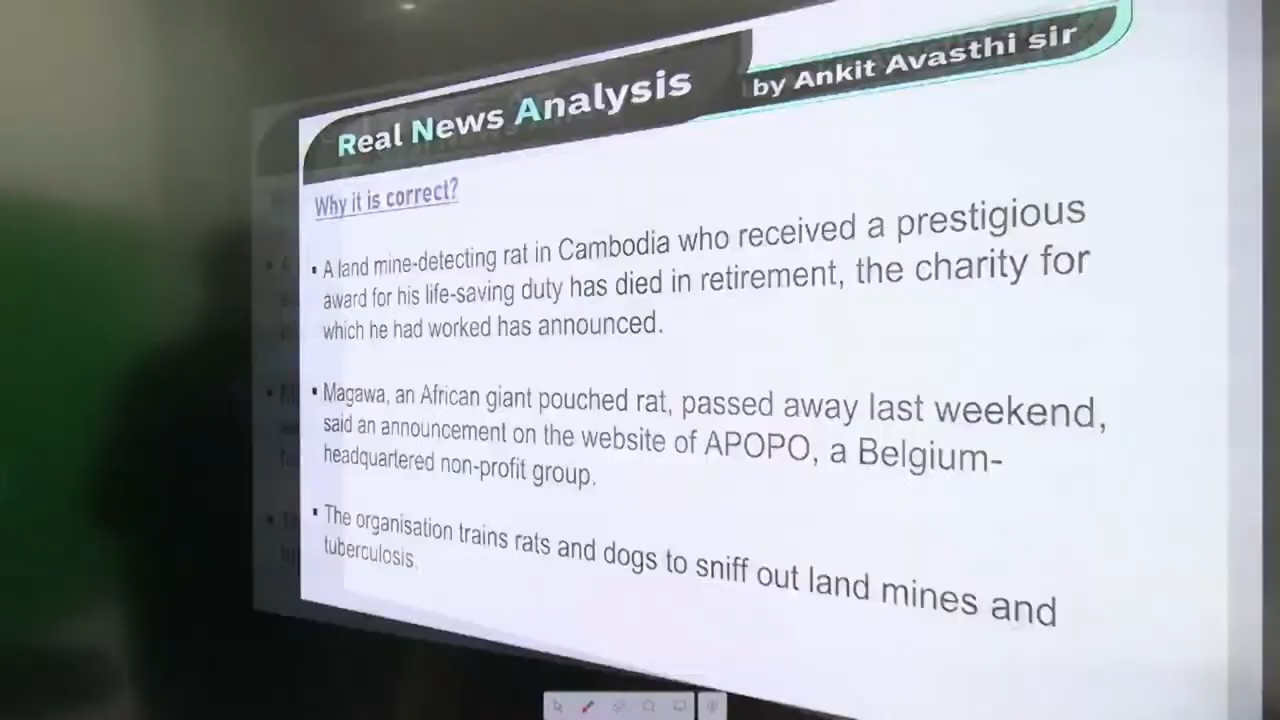 Real News Analysis
by Ankit Avasthi sir
Why it is correct?
▪ A land mine-detecting rat in Cambodia who received a prestigious
award for his life-saving duty has died in retirement, the charity for
which he had worked has announced.
▪ Magawa, an African giant pouched rat, passed away last weekend,
said an announcement on the website of APOPO, a Belgium-
headquartered non-profit group.
▪ The organisation trains rats and dogs to sniff out land mines and
tuberculosis.